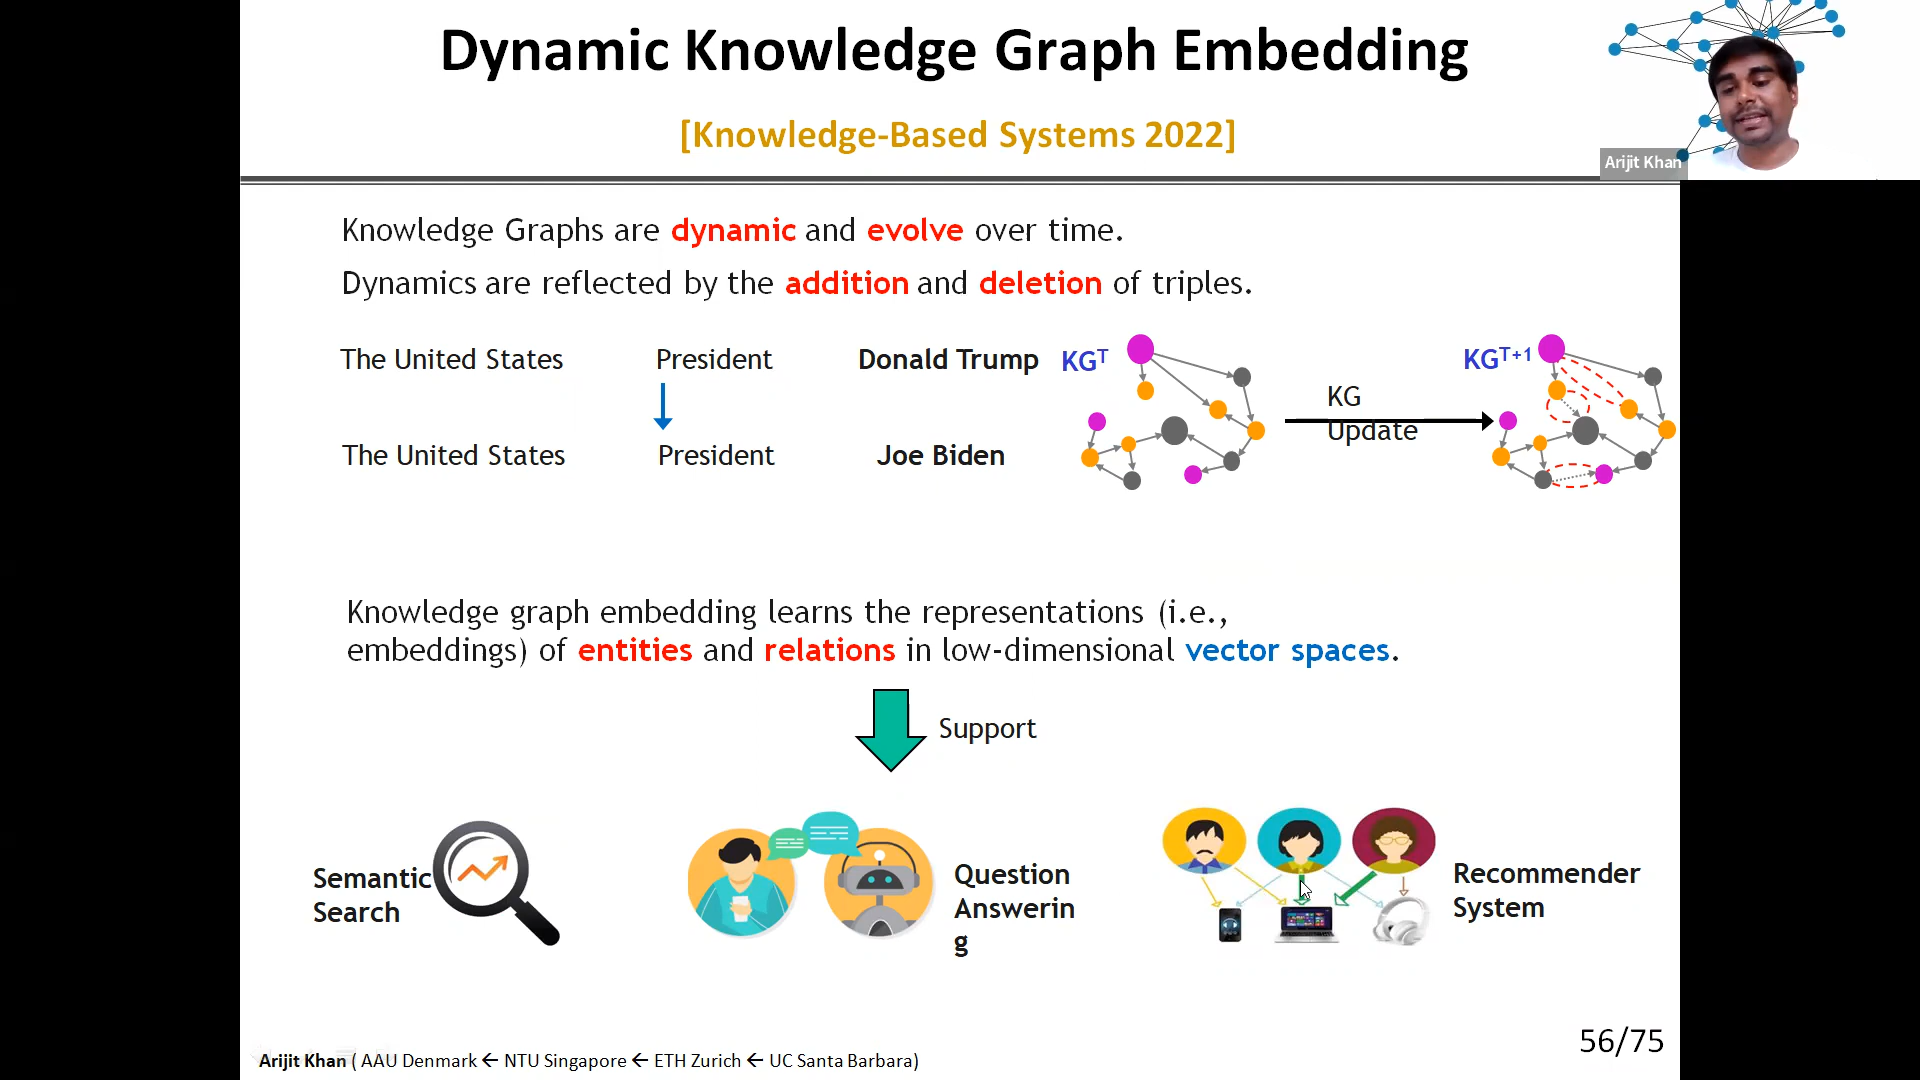 Dynamic Knowledge Graph Embedding
[Knowledge-Based Systems 2022]
Arijit Khan
Knowledge Graphs are dynamic and evolve over time.
Dynamics are reflected by the addition and deletion of triples.
The United States President Donald Trump KGT KGT+1
KG
Update
The United States President Joe Biden
Knowledge graph embedding learns the representations (i.e.,
embeddings) of entities and relations in low-dimensional vector spaces.
Support
Semantic
Search
Question
Answerin
g
Recommender
System
56/75
Arijit Khan ( AAU Denmark ← NTU Singapore ← ETH Zurich ← UC Santa Barbara)